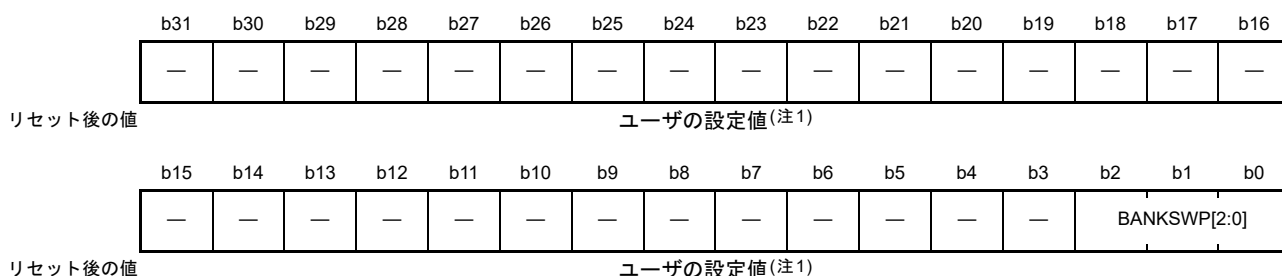 b31 b30 b29 b28 b27 b26 b25 b24 b23 b22 b21 b20 b19 b18 b17 b16
— — — — — — — — — — — — — — — —
リセット後の値 ユーザの設定値(注1)
b15 b14 b13 b12 b11 b10 b9 b8 b7 b6 b5 b4 b3 b2 b1 b0
— — — — — — — — — — — — — BANKSWP[2:0]
リセット後の値 ユーザの設定値(注1)